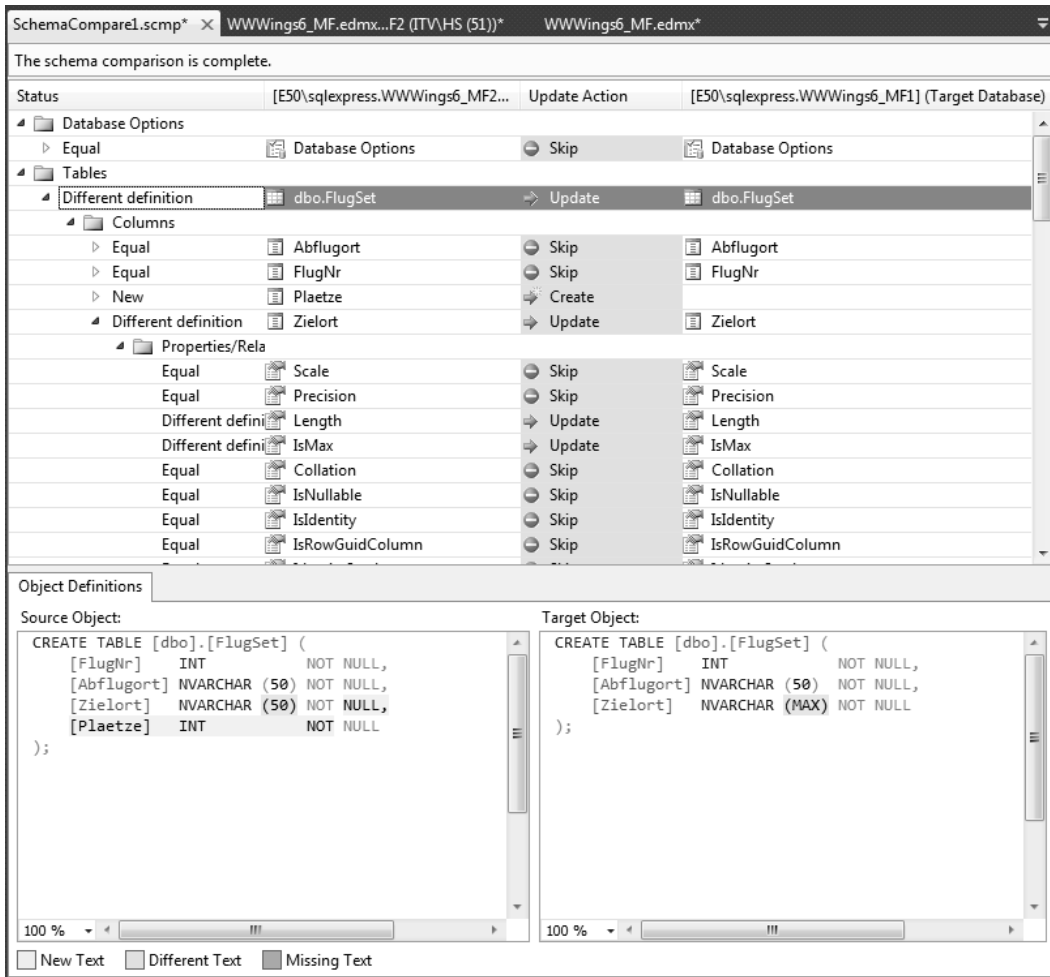 SchemaCompare1.scmp* WWWings6_MF.edmx...F2 (ITV\HS (51))* WWWings6_MF.edmx*
The schema comparison is complete.
Status [E50\sqlexpress.WWWings6_MF2... Update Action [E50\sqlexpress.WWWings6_MF1] (Target Database)
Database Options
Equal Database Options Skip Database Options
Tables
Different definition dbo.FlugSet Update dbo.FlugSet
Columns
Equal Abflugort Skip Abflugort
Equal FlugNr Skip FlugNr
New Plaetze Create
Different definition Zielort Update Zielort
Properties/Rela
Equal Scale Skip Scale
Equal Precision Skip Precision
Different defini Length Update Length
Different defini IsMax Update IsMax
Equal Collation Skip Collation
Equal IsNullable Skip IsNullable
Equal IsIdentity Skip IsIdentity
Equal IsRowGuidColumn Skip IsRowGuidColumn
Object Definitions
Source Object: Target Object:
CREATE TABLE [dbo].[FlugSet] ( CREATE TABLE [dbo].[FlugSet] (
[FlugNr] INT NOT NULL, [FlugNr] INT NOT NULL,
[Abflugort] NVARCHAR (50) NOT NULL, [Abflugort] NVARCHAR (50) NOT NULL,
[Zielort] NVARCHAR (50) NOT NULL, [Zielort] NVARCHAR (MAX) NOT NULL
[Plaetze] INT NOT NULL );
);
100 % 100 %
New Text Different Text Missing Text